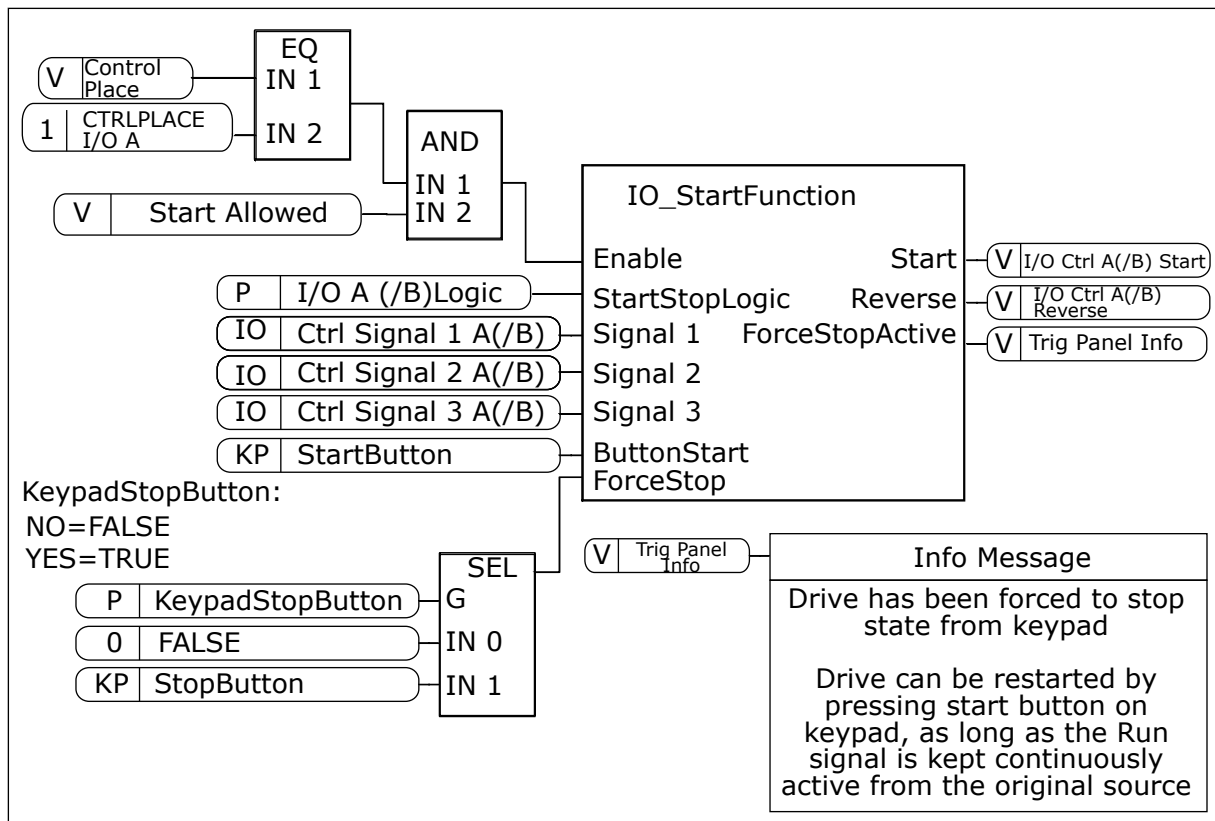 EQ
V Control
Place
IN 1
1 CTRLPLACE
I/O A
IN 2
AND
IN 1
V Start Allowed
IN 2
IO_StartFunction
Enable
Start
V I/O Ctrl A(/B) Start
P I/O A (/B)Logic
StartStopLogic
Reverse
V I/O Ctrl A(/B)
Reverse
IO Ctrl Signal 1 A(/B)
Signal 1
ForceStopActive
V Trig Panel Info
IO Ctrl Signal 2 A(/B)
Signal 2
IO Ctrl Signal 3 A(/B)
Signal 3
KP StartButton
ButtonStart
ForceStop
KeypadStopButton:
NO=FALSE
YES=TRUE
SEL
P KeypadStopButton
G
0 FALSE
IN 0
KP StopButton
IN 1
V Trig Panel
Info
Info Message
Drive has been forced to stop
state from keypad
Drive can be restarted by
pressing start button on
keypad, as long as the Run
signal is kept continuously
active from the original source